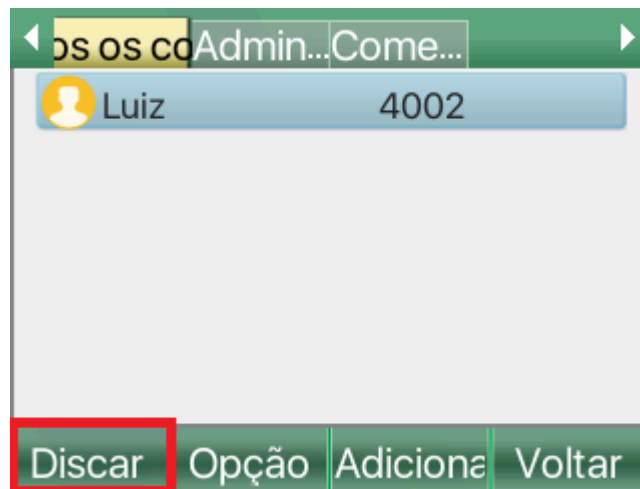 os os co Admin... Come...
Luiz 4002
Discar Opção Adiciona Voltar